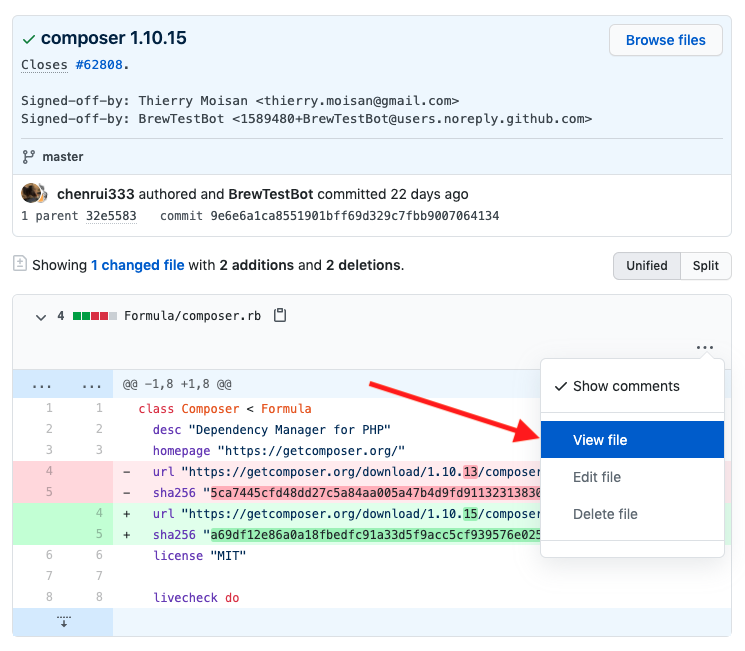 composer 1.10.15
Browse files
Closes #62808.
Signed-off-by: Thierry Moisan <thierry.moisan@gmail.com>
Signed-off-by: BrewTestBot <1589480+BrewTestBot@users.noreply.github.com>
master
chenrui333 authored and BrewTestBot committed 22 days ago
1 parent 32e5583 commit 9e6e6a1ca8551901bff69d329c7fbb9007064134
Showing 1 changed file with 2 additions and 2 deletions.
Unified Split
4 Formula/composer.rb
...
... ... @@ -1,8 +1,8 @@
1 1 class Composer < Formula
2 2 desc "Dependency Manager for PHP"
3 3 homepage "https://getcomposer.org/"
4 - url "https://getcomposer.org/download/1.10.13/composer
5 - sha256 "5ca7445cfd48dd27c5a84aa005a47b4d9fd91132313830
4 + url "https://getcomposer.org/download/1.10.15/composer
5 + sha256 "a69df12e86a0a18fbedfc91a33d5f9acc5cf939576e025
6 6 license "MIT"
7 7
8 8 livecheck do
Show comments
View file
Edit file
Delete file